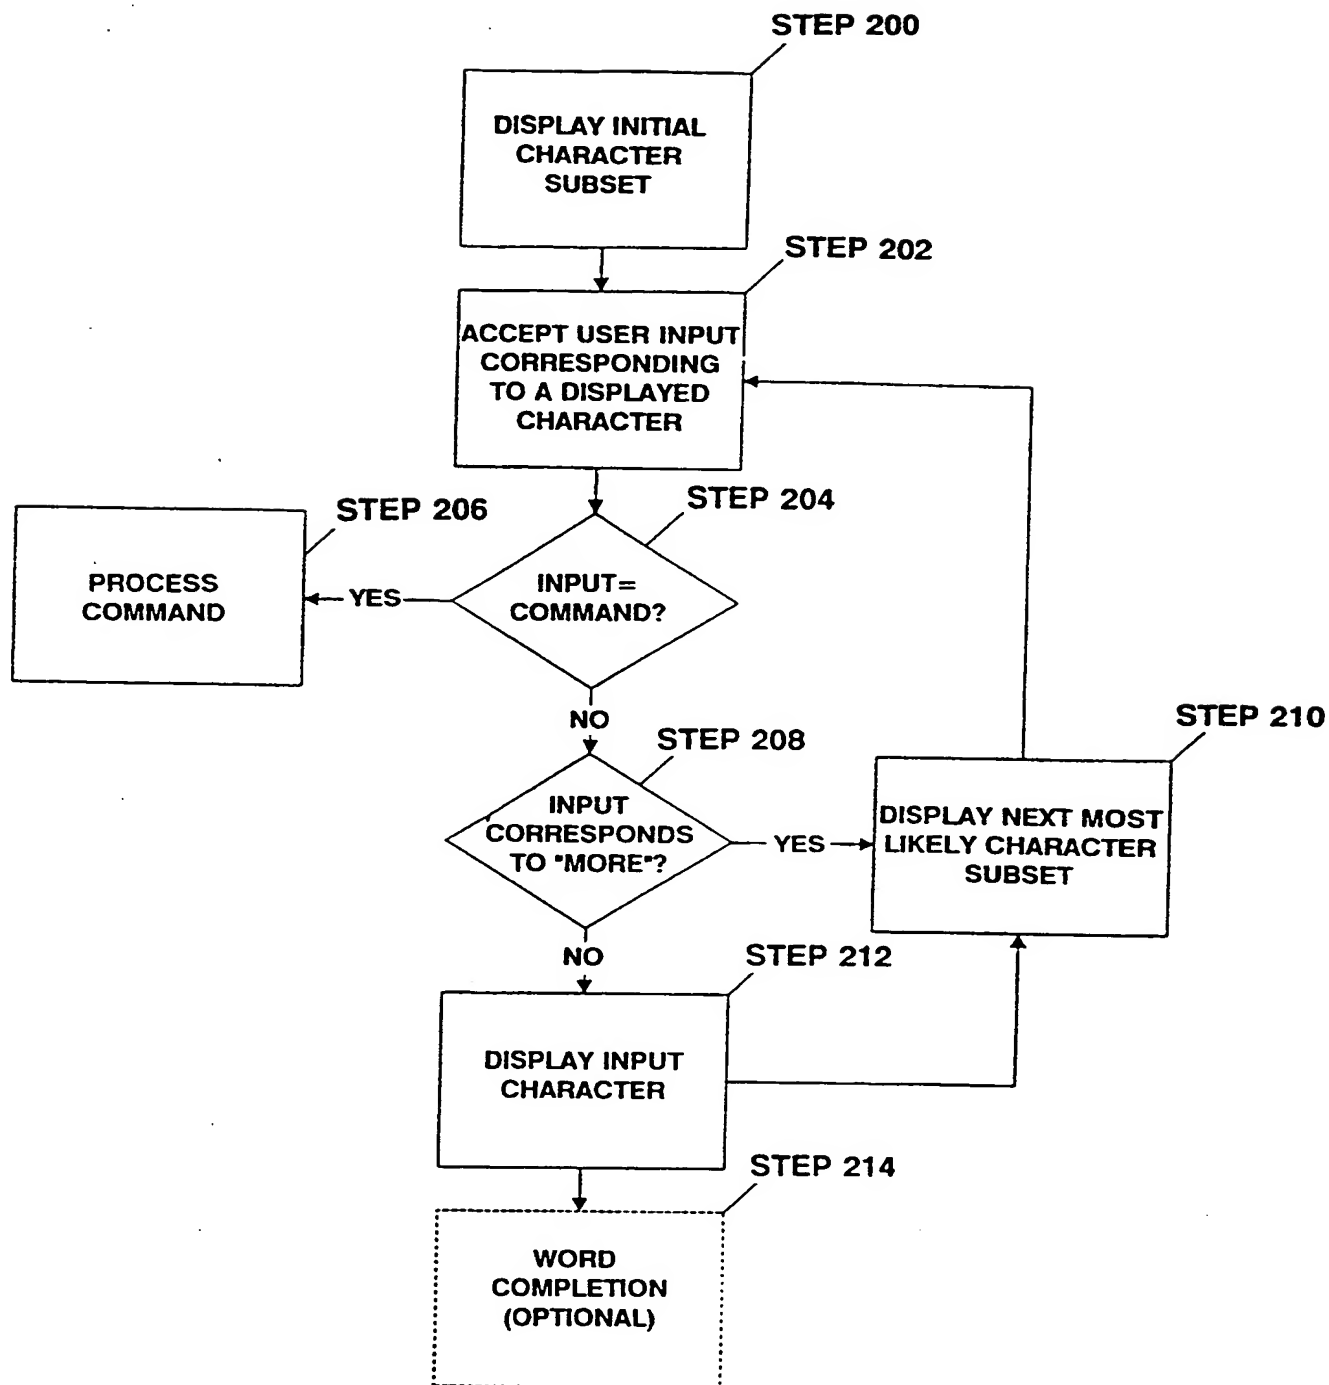 STEP 200
DISPLAY INITIAL
CHARACTER
SUBSET
STEP 202
ACCEPT USER INPUT
CORRESPONDING
TO A DISPLAYED
CHARACTER
STEP 204
INPUT=
COMMAND?
STEP 206
PROCESS
COMMAND
YES
NO
STEP 208
INPUT
CORRESPONDS
TO "MORE"?
YES
STEP 210
DISPLAY NEXT MOST
LIKELY CHARACTER
SUBSET
NO
STEP 212
DISPLAY INPUT
CHARACTER
STEP 214
WORD
COMPLETION
(OPTIONAL)